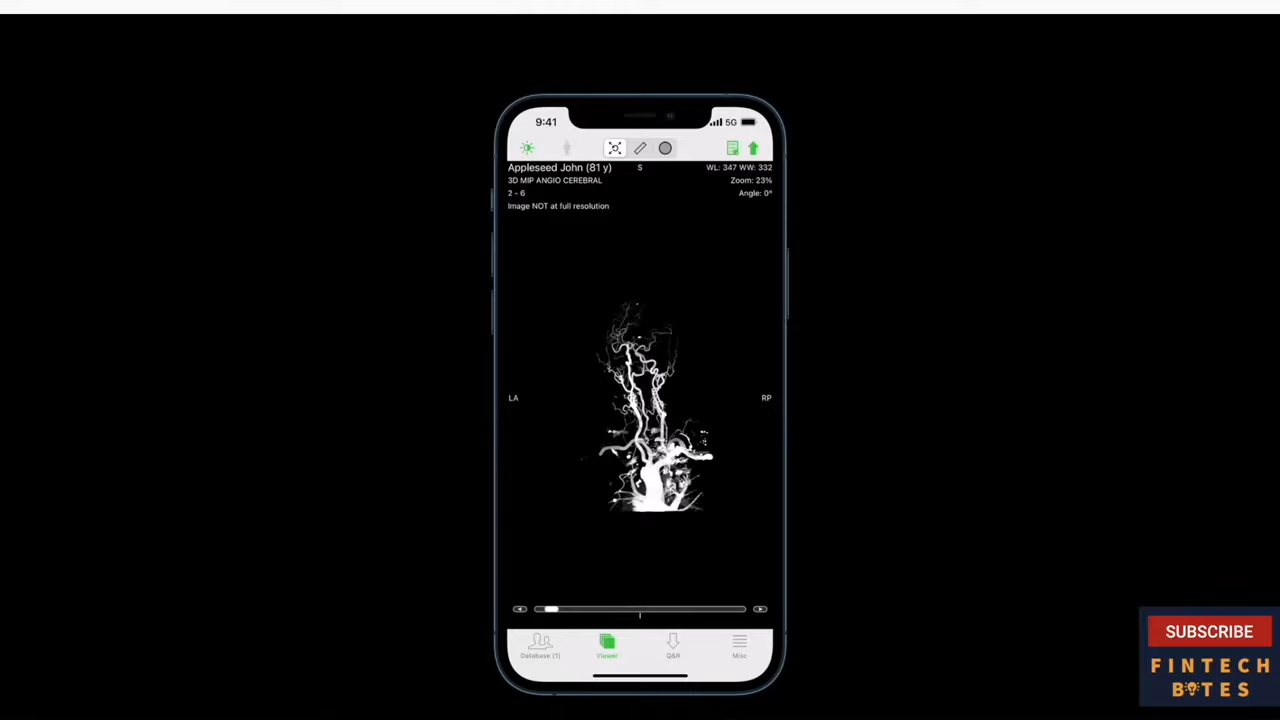 9:41
5G
Appleseed John (81 y)
S
WL: 347 WW: 332
3D MIP ANGIO CEREBRAL
Zoom: 23%
2 - 6
Angle: 0°
Image NOT at full resolution
LA
RP
I
Database (1)
Viewer
Q&R
Misc
SUBSCRIBE
FINTECH
BYTES